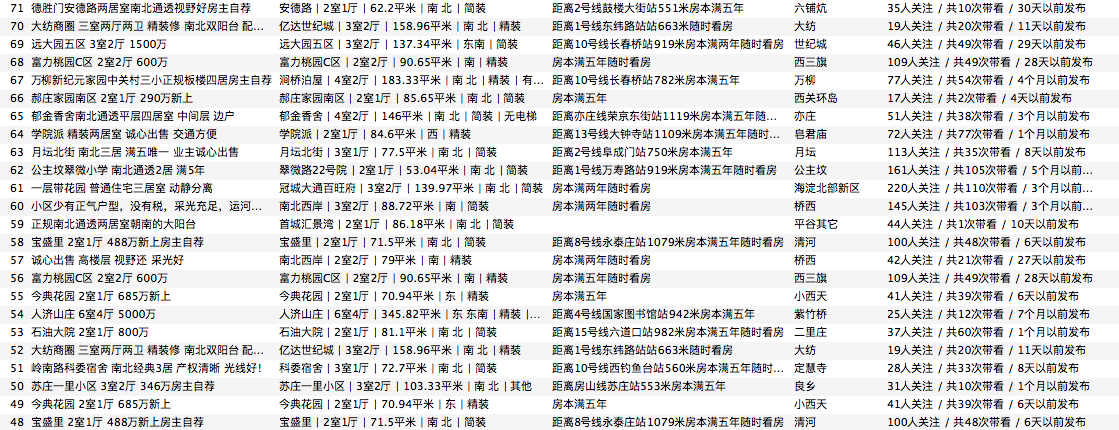 71 德胜门安德路两居室南北通透视野好房主自荐 安德路 | 2室1厅 | 62.2平米 | 南 北 | 简装 距离2号线鼓楼大街站551米房本满五年 六铺炕 35人关注 / 共10次带看 / 30天以前发布
70 大纺商圈 三室两厅两卫 精装修 南北双阳台 配... 亿达世纪城 | 3室2厅 | 158.96平米 | 南 北 | 精装 距离1号线东纬路站站663米随时看房 大纺 19人关注 / 共20次带看 / 11天以前发布
69 远大园五区 3室2厅 1500万 远大园五区 | 3室2厅 | 137.34平米 | 东南 | 简装 距离10号线长春桥站919米房本满两年随时看房 世纪城 46人关注 / 共49次带看 / 29天以前发布
68 富力桃园C区 2室2厅 600万 富力桃园C区 | 2室2厅 | 90.65平米 | 南 | 精装 房本满五年随时看房 西三旗 109人关注 / 共49次带看 / 28天以前发布
67 万柳新纪元家园中关村三小正规板楼四居房主自荐 涧桥泊屋 | 4室2厅 | 183.33平米 | 南 北 | 精装 | 有... 距离10号线长春桥站782米房本满五年 万柳 77人关注 / 共54次带看 / 4个月以前发布
66 郝庄家园南区 2室1厅 290万新上 郝庄家园南区 | 2室1厅 | 85.65平米 | 南 北 | 简装 房本满五年 西关环岛 17人关注 / 共2次带看 / 4天以前发布
65 郁金香舍南北通透平层四居室 中间层 边户 郁金香舍 | 4室2厅 | 146平米 | 南 北 | 简装 | 无电梯 距离亦庄线荣京东街站1119米房本满五年随... 亦庄 51人关注 / 共38次带看 / 3个月以前发布
64 学院派 精装两居室 诚心出售 交通方便 学院派 | 2室1厅 | 84.6平米 | 西 | 精装 距离13号线大钟寺站1109米房本满五年随时... 皂君庙 72人关注 / 共77次带看 / 1个月以前发布
63 月坛北街 南北三居 满五唯一 业主诚心出售 月坛北街 | 3室1厅 | 77.5平米 | 南 北 | 简装 距离2号线阜成门站750米房本满五年 月坛 113人关注 / 共35次带看 / 8天以前发布
62 公主坟翠微小学 南北通透2居 满5年 翠微路22号院 | 2室1厅 | 53.04平米 | 南 北 | 简装 距离1号线万寿路站919米房本满五年随时看房 公主坟 161人关注 / 共105次带看 / 5个月以前...
61 一层带花园 普通住宅三居室 动静分离 冠城大通百旺府 | 3室2厅 | 139.97平米 | 南 北 | 简装 房本满两年随时看房 海淀北部新区 220人关注 / 共110次带看 / 3个月以前...
60 小区少有正气户型，没有税，采光充足，运河... 南北西岸 | 3室2厅 | 88.72平米 | 南 | 简装 房本满两年随时看房 桥西 145人关注 / 共103次带看 / 3个月以前...
59 正规南北通透两居室朝南的大阳台 首城汇景湾 | 2室1厅 | 86.18平米 | 南 北 | 简装 平谷其它 44人关注 / 共1次带看 / 10天以前发布
58 宝盛里 2室1厅 488万新上房主自荐 宝盛里 | 2室1厅 | 71.5平米 | 南 北 | 简装 距离8号线永泰庄站1079米房本满五年随时看房 清河 100人关注 / 共48次带看 / 6天以前发布
57 诚心出售 高楼层 视野还 采光好 南北西岸 | 2室2厅 | 79平米 | 南 | 精装 房本满两年随时看房 桥西 42人关注 / 共21次带看 / 27天以前发布
56 富力桃园C区 2室2厅 600万 富力桃园C区 | 2室2厅 | 90.65平米 | 南 | 精装 房本满五年随时看房 西三旗 109人关注 / 共49次带看 / 28天以前发布
55 今典花园 2室1厅 685万新上 今典花园 | 2室1厅 | 70.94平米 | 东 | 精装 房本满五年 小西天 41人关注 / 共39次带看 / 6天以前发布
54 人济山庄 6室4厅 5000万 人济山庄 | 6室4厅 | 345.82平米 | 东 东南 | 精装 |... 距离4号线国家图书馆站942米房本满五年 紫竹桥 25人关注 / 共12次带看 / 7个月以前发布
53 石油大院 2室1厅 800万 石油大院 | 2室1厅 | 81.1平米 | 南 北 | 简装 距离15号线六道口站982米房本满五年随时看房 二里庄 37人关注 / 共60次带看 / 1个月以前发布
52 大纺商圈 三室两厅两卫 精装修 南北双阳台 配... 亿达世纪城 | 3室2厅 | 158.96平米 | 南 北 | 精装 距离1号线东纬路站站663米随时看房 大纺 19人关注 / 共20次带看 / 11天以前发布
51 岭南路科委宿舍 南北经典3居 产权清晰 光线好！ 科委宿舍 | 3室1厅 | 72.7平米 | 南 北 | 简装 距离10号线西钓鱼台站560米房本满五年随时... 定慧寺 28人关注 / 共33次带看 / 8天以前发布
50 苏庄一里小区 3室2厅 346万房主自荐 苏庄一里小区 | 3室2厅 | 103.33平米 | 南 北 | 其他 距离房山线苏庄站553米房本满五年 良乡 31人关注 / 共10次带看 / 1个月以前发布
49 今典花园 2室1厅 685万新上 今典花园 | 2室1厅 | 70.94平米 | 东 | 精装 房本满五年 小西天 41人关注 / 共39次带看 / 6天以前发布
48 宝盛里 2室1厅 488万新上房主自荐 宝盛里 | 2室1厅 | 71.5平米 | 南 北 | 简装 距离8号线永泰庄站1079米房本满五年随时看房 清河 100人关注 / 共48次带看 / 6天以前发布